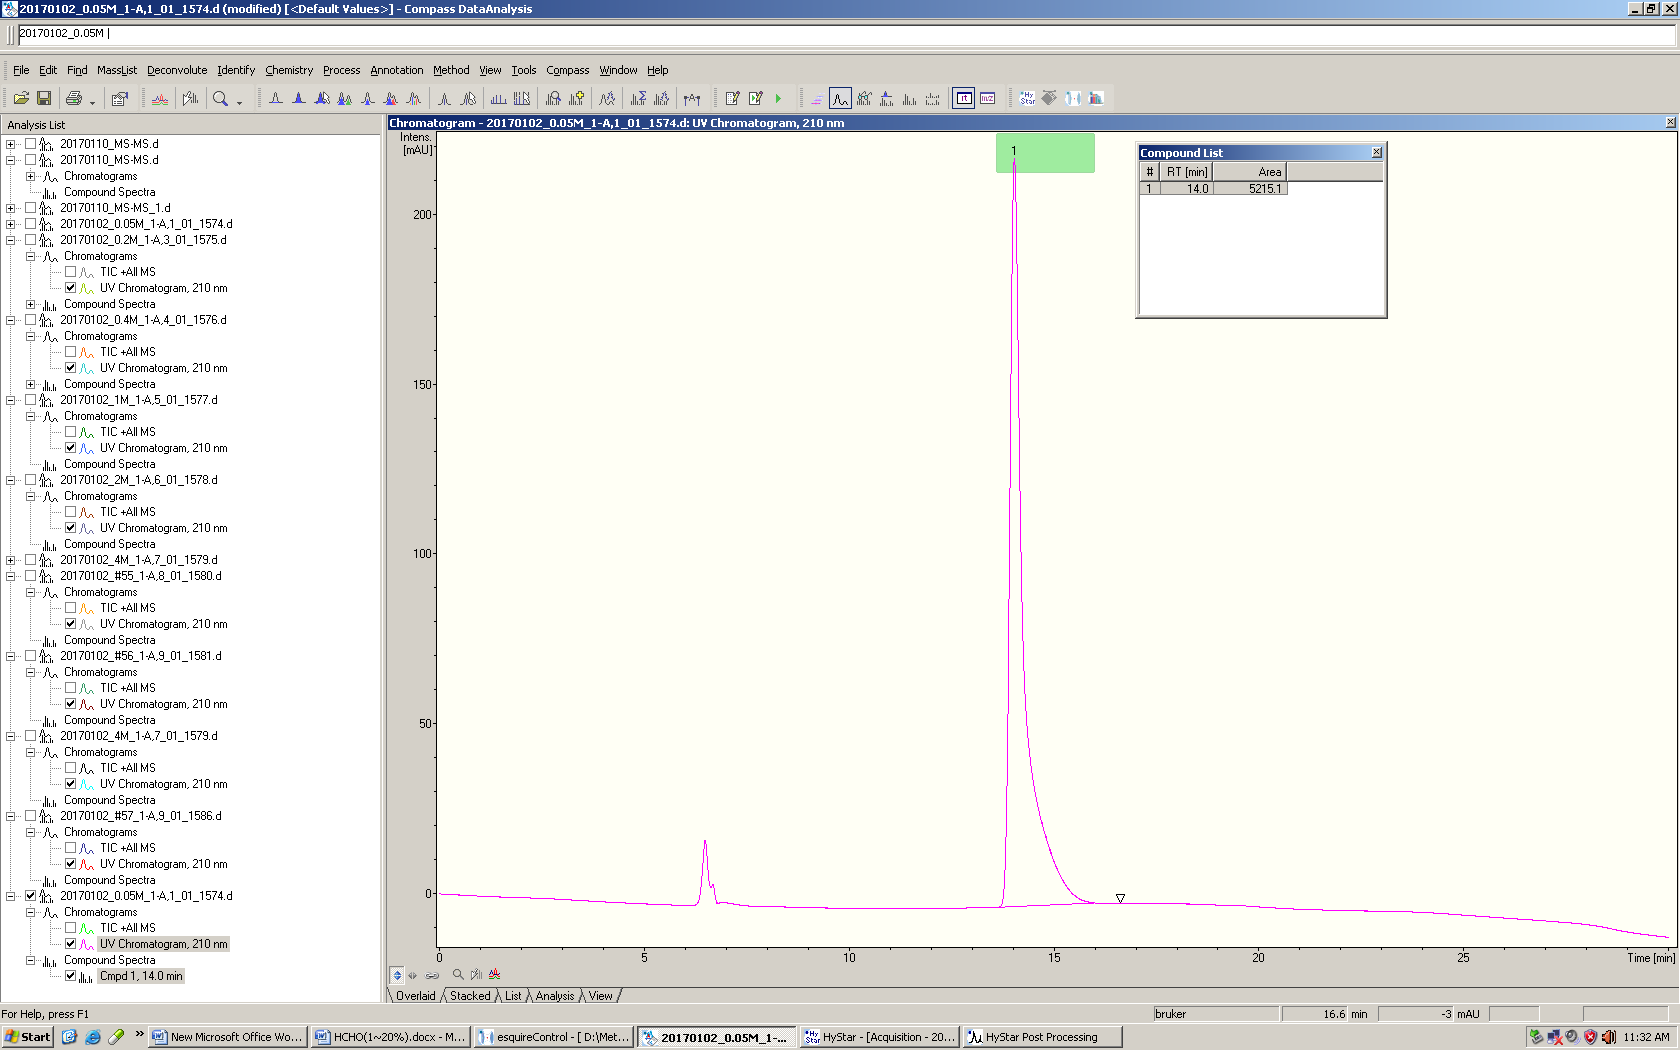 20170102_0.05M_1-A,1_01_1574.d (modified) [<Default Values>] - Compass DataAnalysis
20170102_0.05M
File Edit Find MassList Deconvolute Identify Chemistry Process Annotation Method View Tools Compass Window Help
Analysis List
20170110_MS-MS.d
20170110_MS-MS.d
Chromatograms
Compound Spectra
20170110_MS-MS_1.d
20170102_0.05M_1-A,1_01_1574.d
20170102_0.2M_1-A,3_01_1575.d
Chromatograms
TIC +All MS
UV Chromatogram, 210 nm
Compound Spectra
20170102_0.4M_1-A,4_01_1576.d
Chromatograms
TIC +All MS
UV Chromatogram, 210 nm
Compound Spectra
20170102_1M_1-A,5_01_1577.d
Chromatograms
TIC +All MS
UV Chromatogram, 210 nm
Compound Spectra
20170102_2M_1-A,6_01_1578.d
Chromatograms
TIC +All MS
UV Chromatogram, 210 nm
Compound Spectra
20170102_4M_1-A,7_01_1579.d
20170102_#55_1-A,8_01_1580.d
Chromatograms
TIC +All MS
UV Chromatogram, 210 nm
Compound Spectra
20170102_#56_1-A,9_01_1581.d
Chromatograms
TIC +All MS
UV Chromatogram, 210 nm
Compound Spectra
20170102_4M_1-A,7_01_1579.d
Chromatograms
TIC +All MS
UV Chromatogram, 210 nm
Compound Spectra
20170102_#57_1-A,9_01_1586.d
Chromatograms
TIC +All MS
UV Chromatogram, 210 nm
Compound Spectra
20170102_0.05M_1-A,1_01_1574.d
Chromatograms
TIC +All MS
UV Chromatogram, 210 nm
Compound Spectra
Cmpd 1, 14.0 min
Chromatogram - 20170102_0.05M_1-A,1_01_1574.d: UV Chromatogram, 210 nm
Intens.
[mAU]
200
150
100
50
0
1
Compound List
# RT [min] Area
1 14.0 5215.1
0 5 10 15 20 25 Time [min]
Overlaid Stacked List Analysis View
For Help, press F1
bruker 16.6 min -3 mAU
Start » New Microsoft Office Wo... HCHO(1~20%).docx - M... esquireControl - [ D:\Met... 20170102_0.05M_1-... HyStar - [Acquisition - 20... HyStar Post Processing 11:32 AM